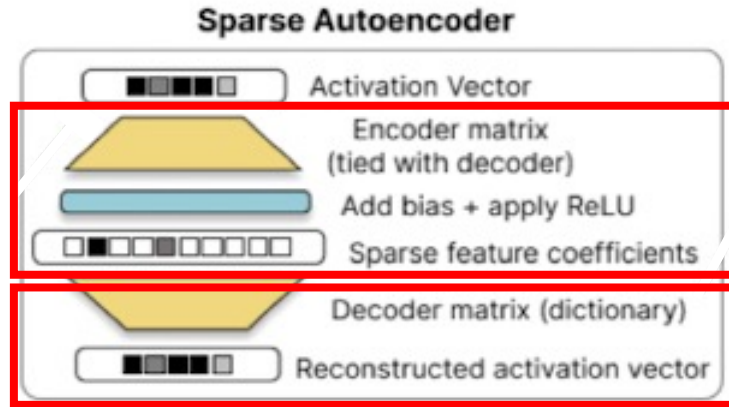 Sparse Autoencoder
Activation Vector
Encoder matrix
(tied with decoder)
Add bias + apply ReLU
Sparse feature coefficients
Decoder matrix (dictionary)
Reconstructed activation vector